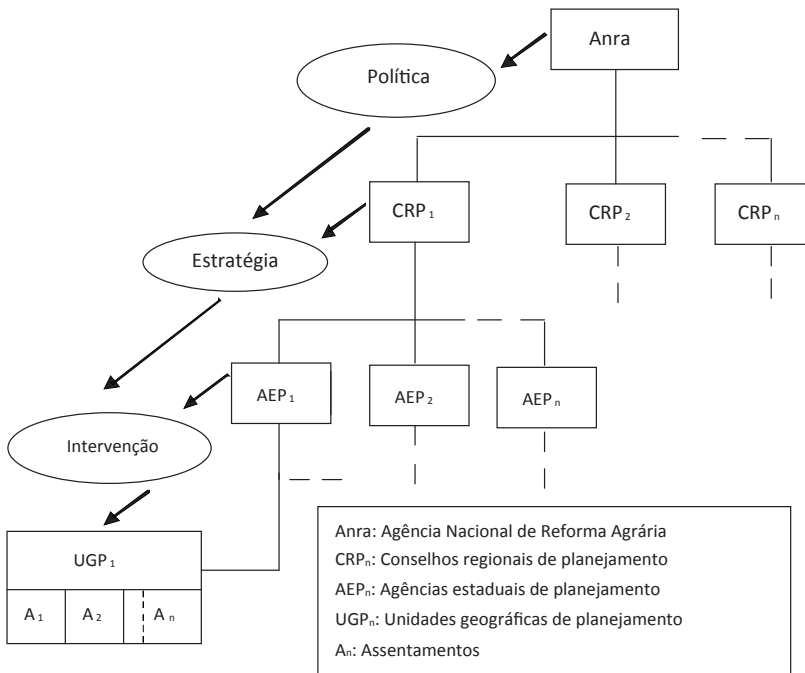 Anra
Política
CRP₁
CRP₂
CRPₙ
Estratégia
AEP₁
AEP₂
AEPₙ
Intervenção
UGP₁
A₁ A₂ Aₙ
Anra: Agência Nacional de Reforma Agrária
CRPₙ: Conselhos regionais de planejamento
AEPₙ: Agências estaduais de planejamento
UGPₙ: Unidades geográficas de planejamento
Aₙ: Assentamentos